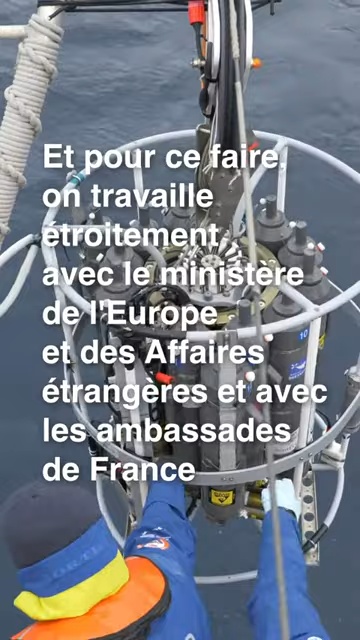 Et pour ce faire,
on travaille
étroitement
avec le ministère
de l'Europe
et des Affaires
étrangères et avec
les ambassades
de France
10